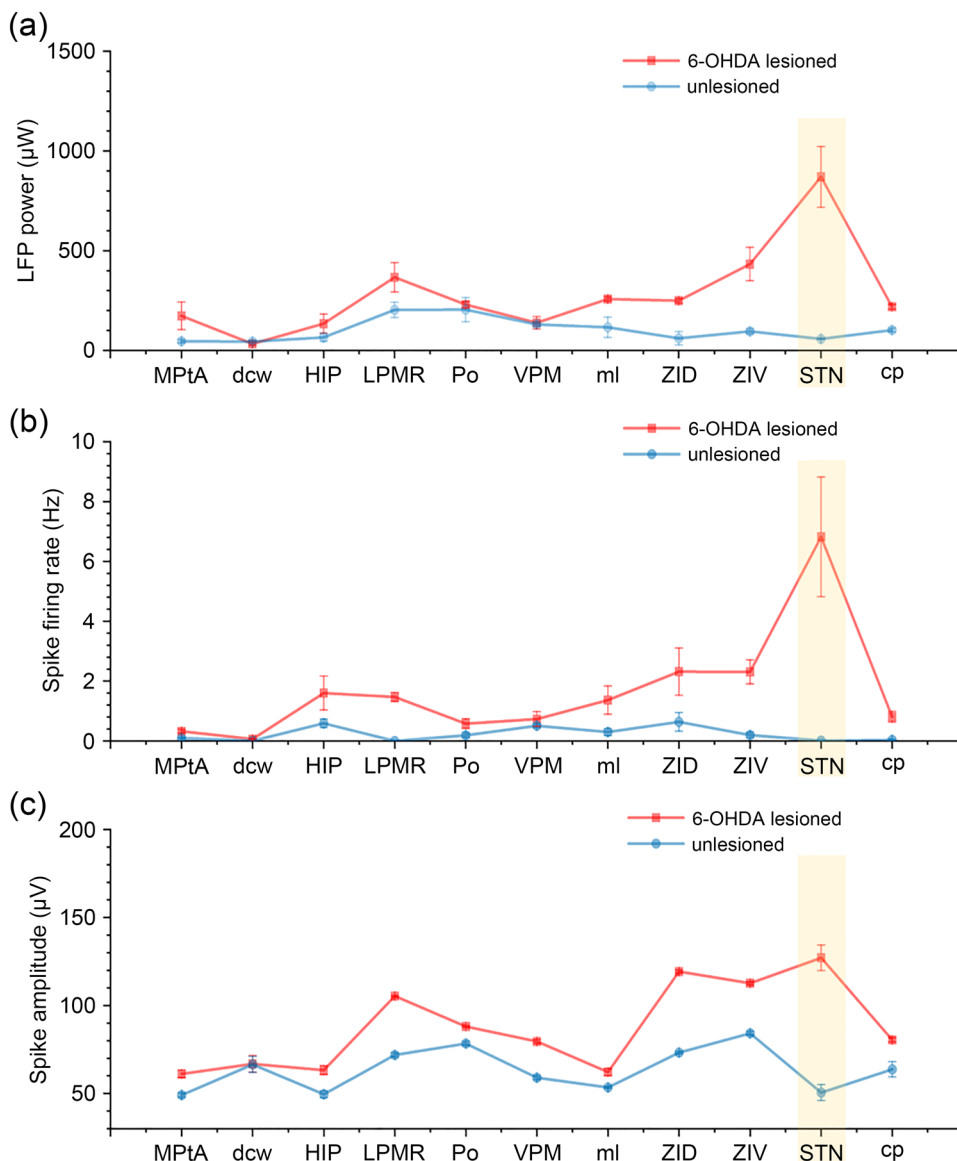 (a)
1500
1000
500
0
LFP power (μW)
6-OHDA lesioned
unlesioned
MPtA dcw HIP LPMR Po VPM ml ZID ZIV STN cp
(b)
10
8
6
4
2
0
Spike firing rate (Hz)
6-OHDA lesioned
unlesioned
MPtA dcw HIP LPMR Po VPM ml ZID ZIV STN cp
(c)
200
150
100
50
Spike amplitude (μV)
6-OHDA lesioned
unlesioned
MPtA dcw HIP LPMR Po VPM ml ZID ZIV STN cp